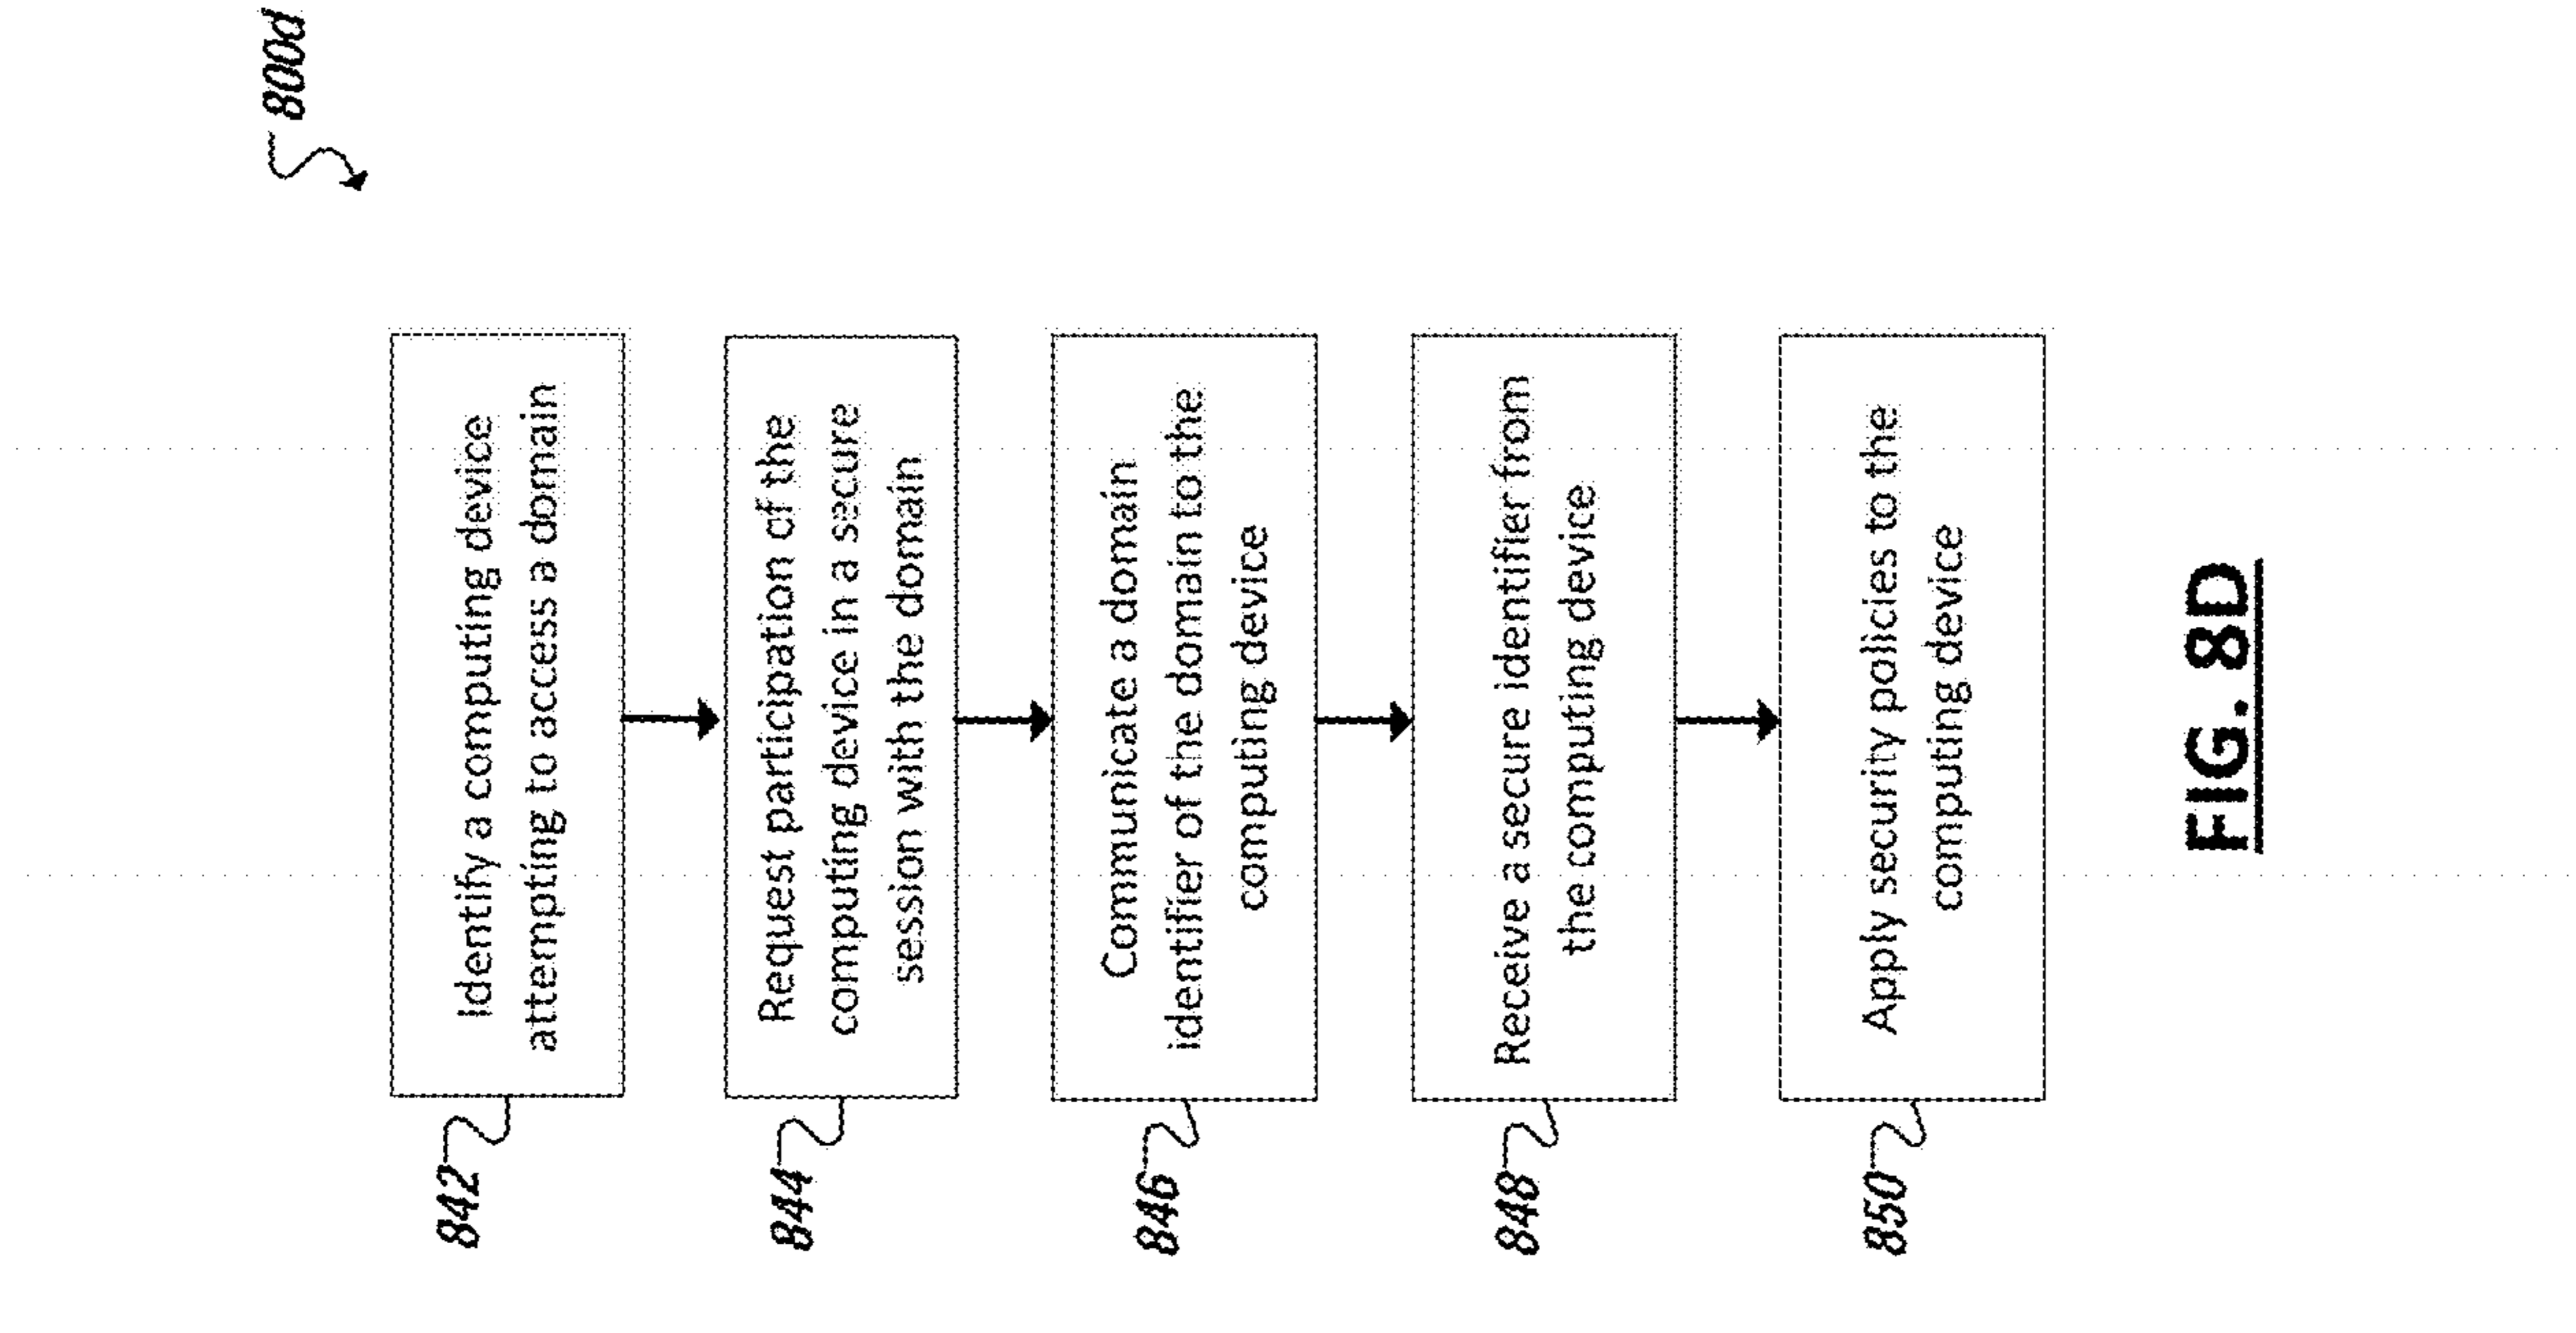 800d
842
Identify a computing device
attempting to access a domain
844
Request participation of the
computing device in a secure
session with the domain
846
Communicate a domain
identifier of the domain to the
computing device
848
Receive a secure identifier from
the computing device
850
Apply security policies to the
computing device
FIG. 8D